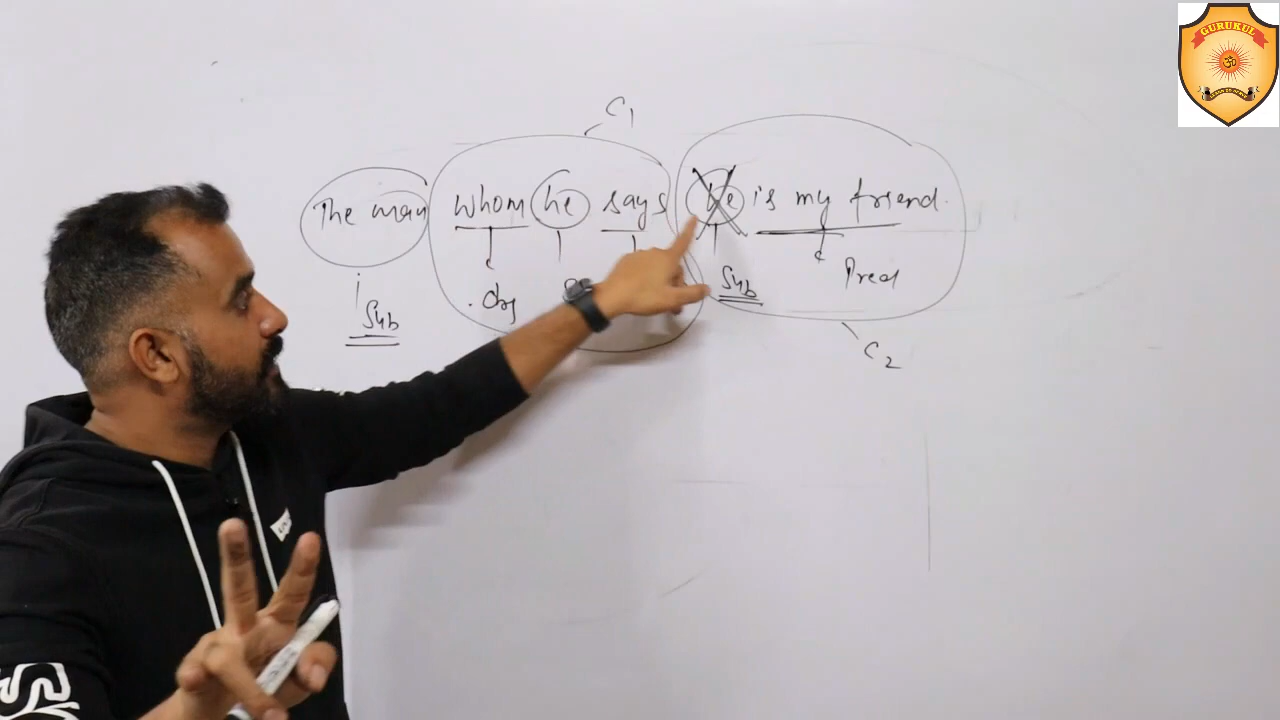 GURUKUL
C1
The man whom he says he is my friend.
Sub
Obj
Sub
Pred
C2